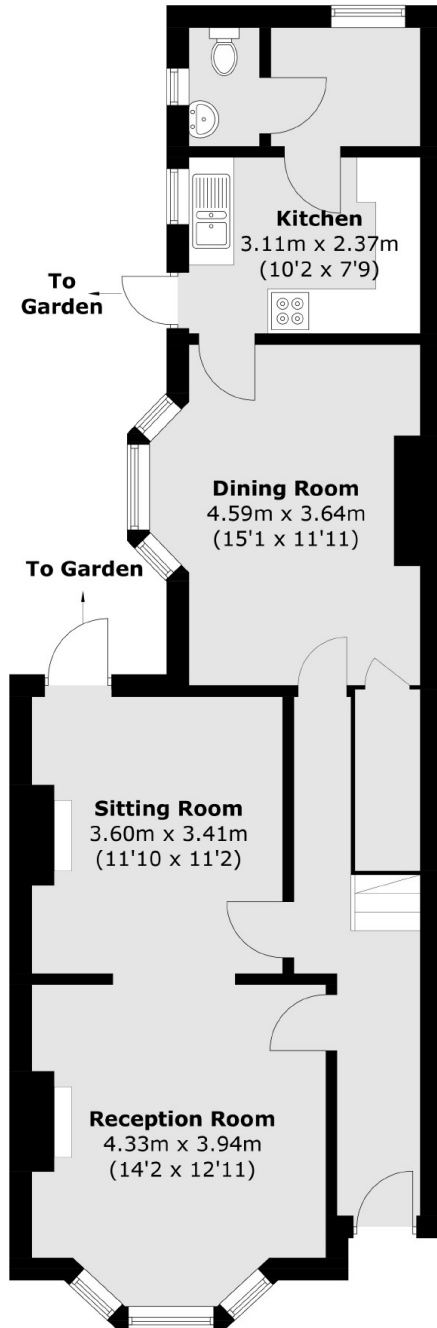 Kitchen
3.11m x 2.37m
(10'2 x 7'9)
To
Garden
Dining Room
4.59m x 3.64m
(15'1 x 11'11)
To Garden
Sitting Room
3.60m x 3.41m
(11'10 x 11'2)
Reception Room
4.33m x 3.94m
(14'2 x 12'11)